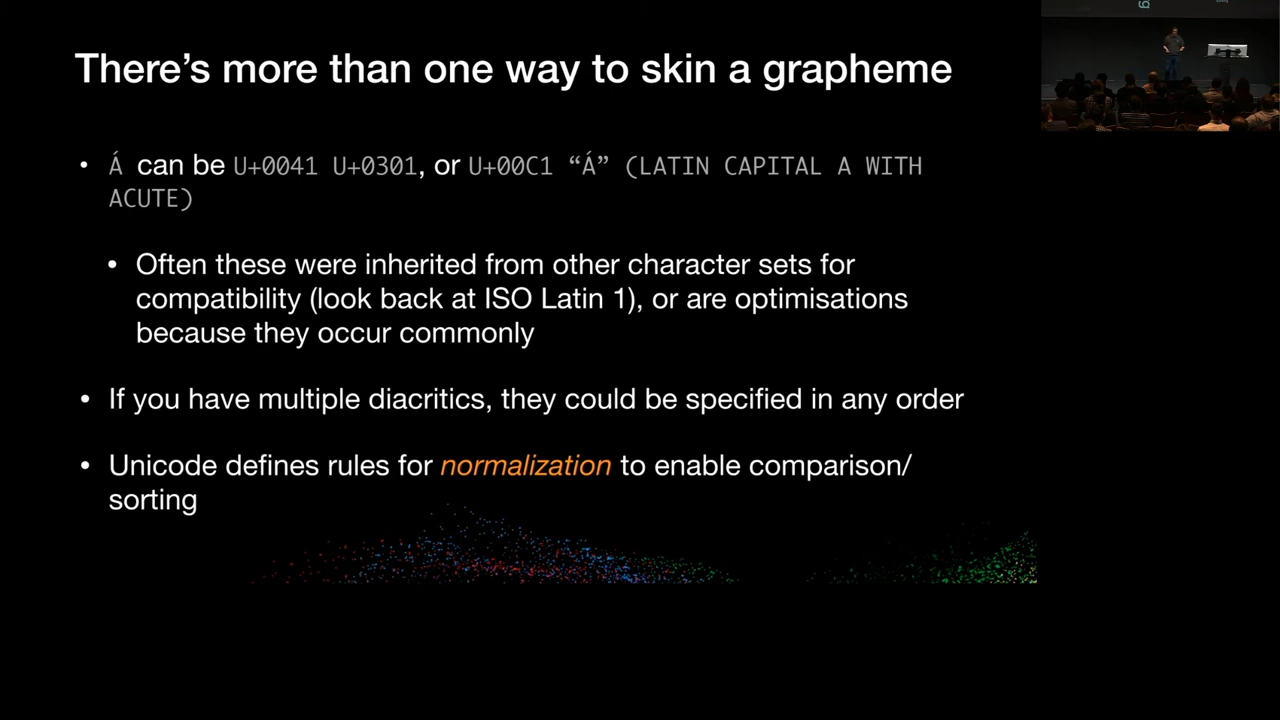 There’s more than one way to skin a grapheme
• Á can be U+0041 U+0301, or U+00C1 “Á” (LATIN CAPITAL A WITH
ACUTE)
• Often these were inherited from other character sets for
compatibility (look back at ISO Latin 1), or are optimisations
because they occur commonly
• If you have multiple diacritics, they could be specified in any order
• Unicode defines rules for normalization to enable comparison/
sorting